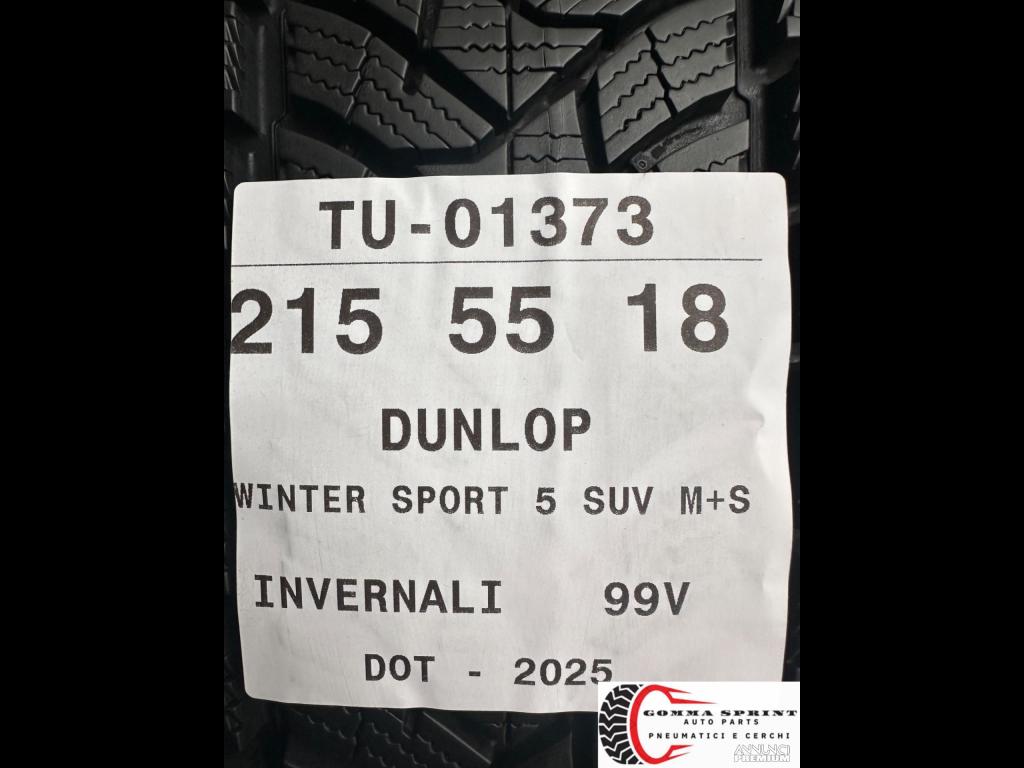 TU-01373
215 55 18
DUNLOP
WINTER SPORT 5 SUV M+S
INVERNALI 99V
DOT - 2025
GOMMA SPRINT
AUTO PARTS
PNEUMATICI E CERCHI
ANNUNCI
PREMIUM